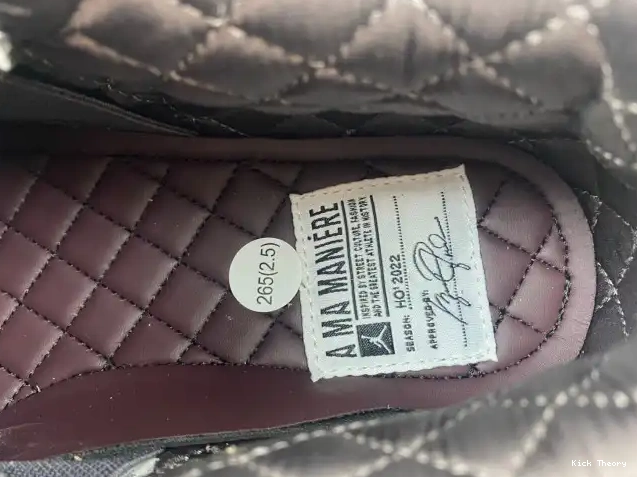 A MA MANIÉRE
INSPIRED BY STREET CULTURE, FASHION
AND THE GREATEST ATHLETE IN HISTORY
SEASON: HO' 2022
APPROVED BY:
265(2.5)
Kick Theory